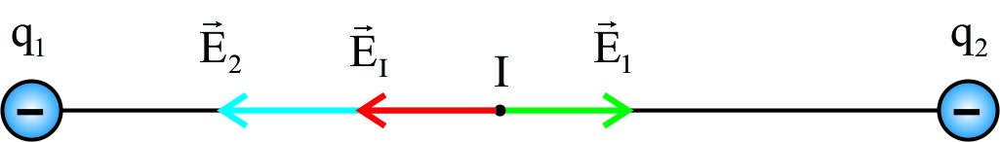 q₁ E⃗₂ E⃗ɪ I E⃗₁ q₂
− −